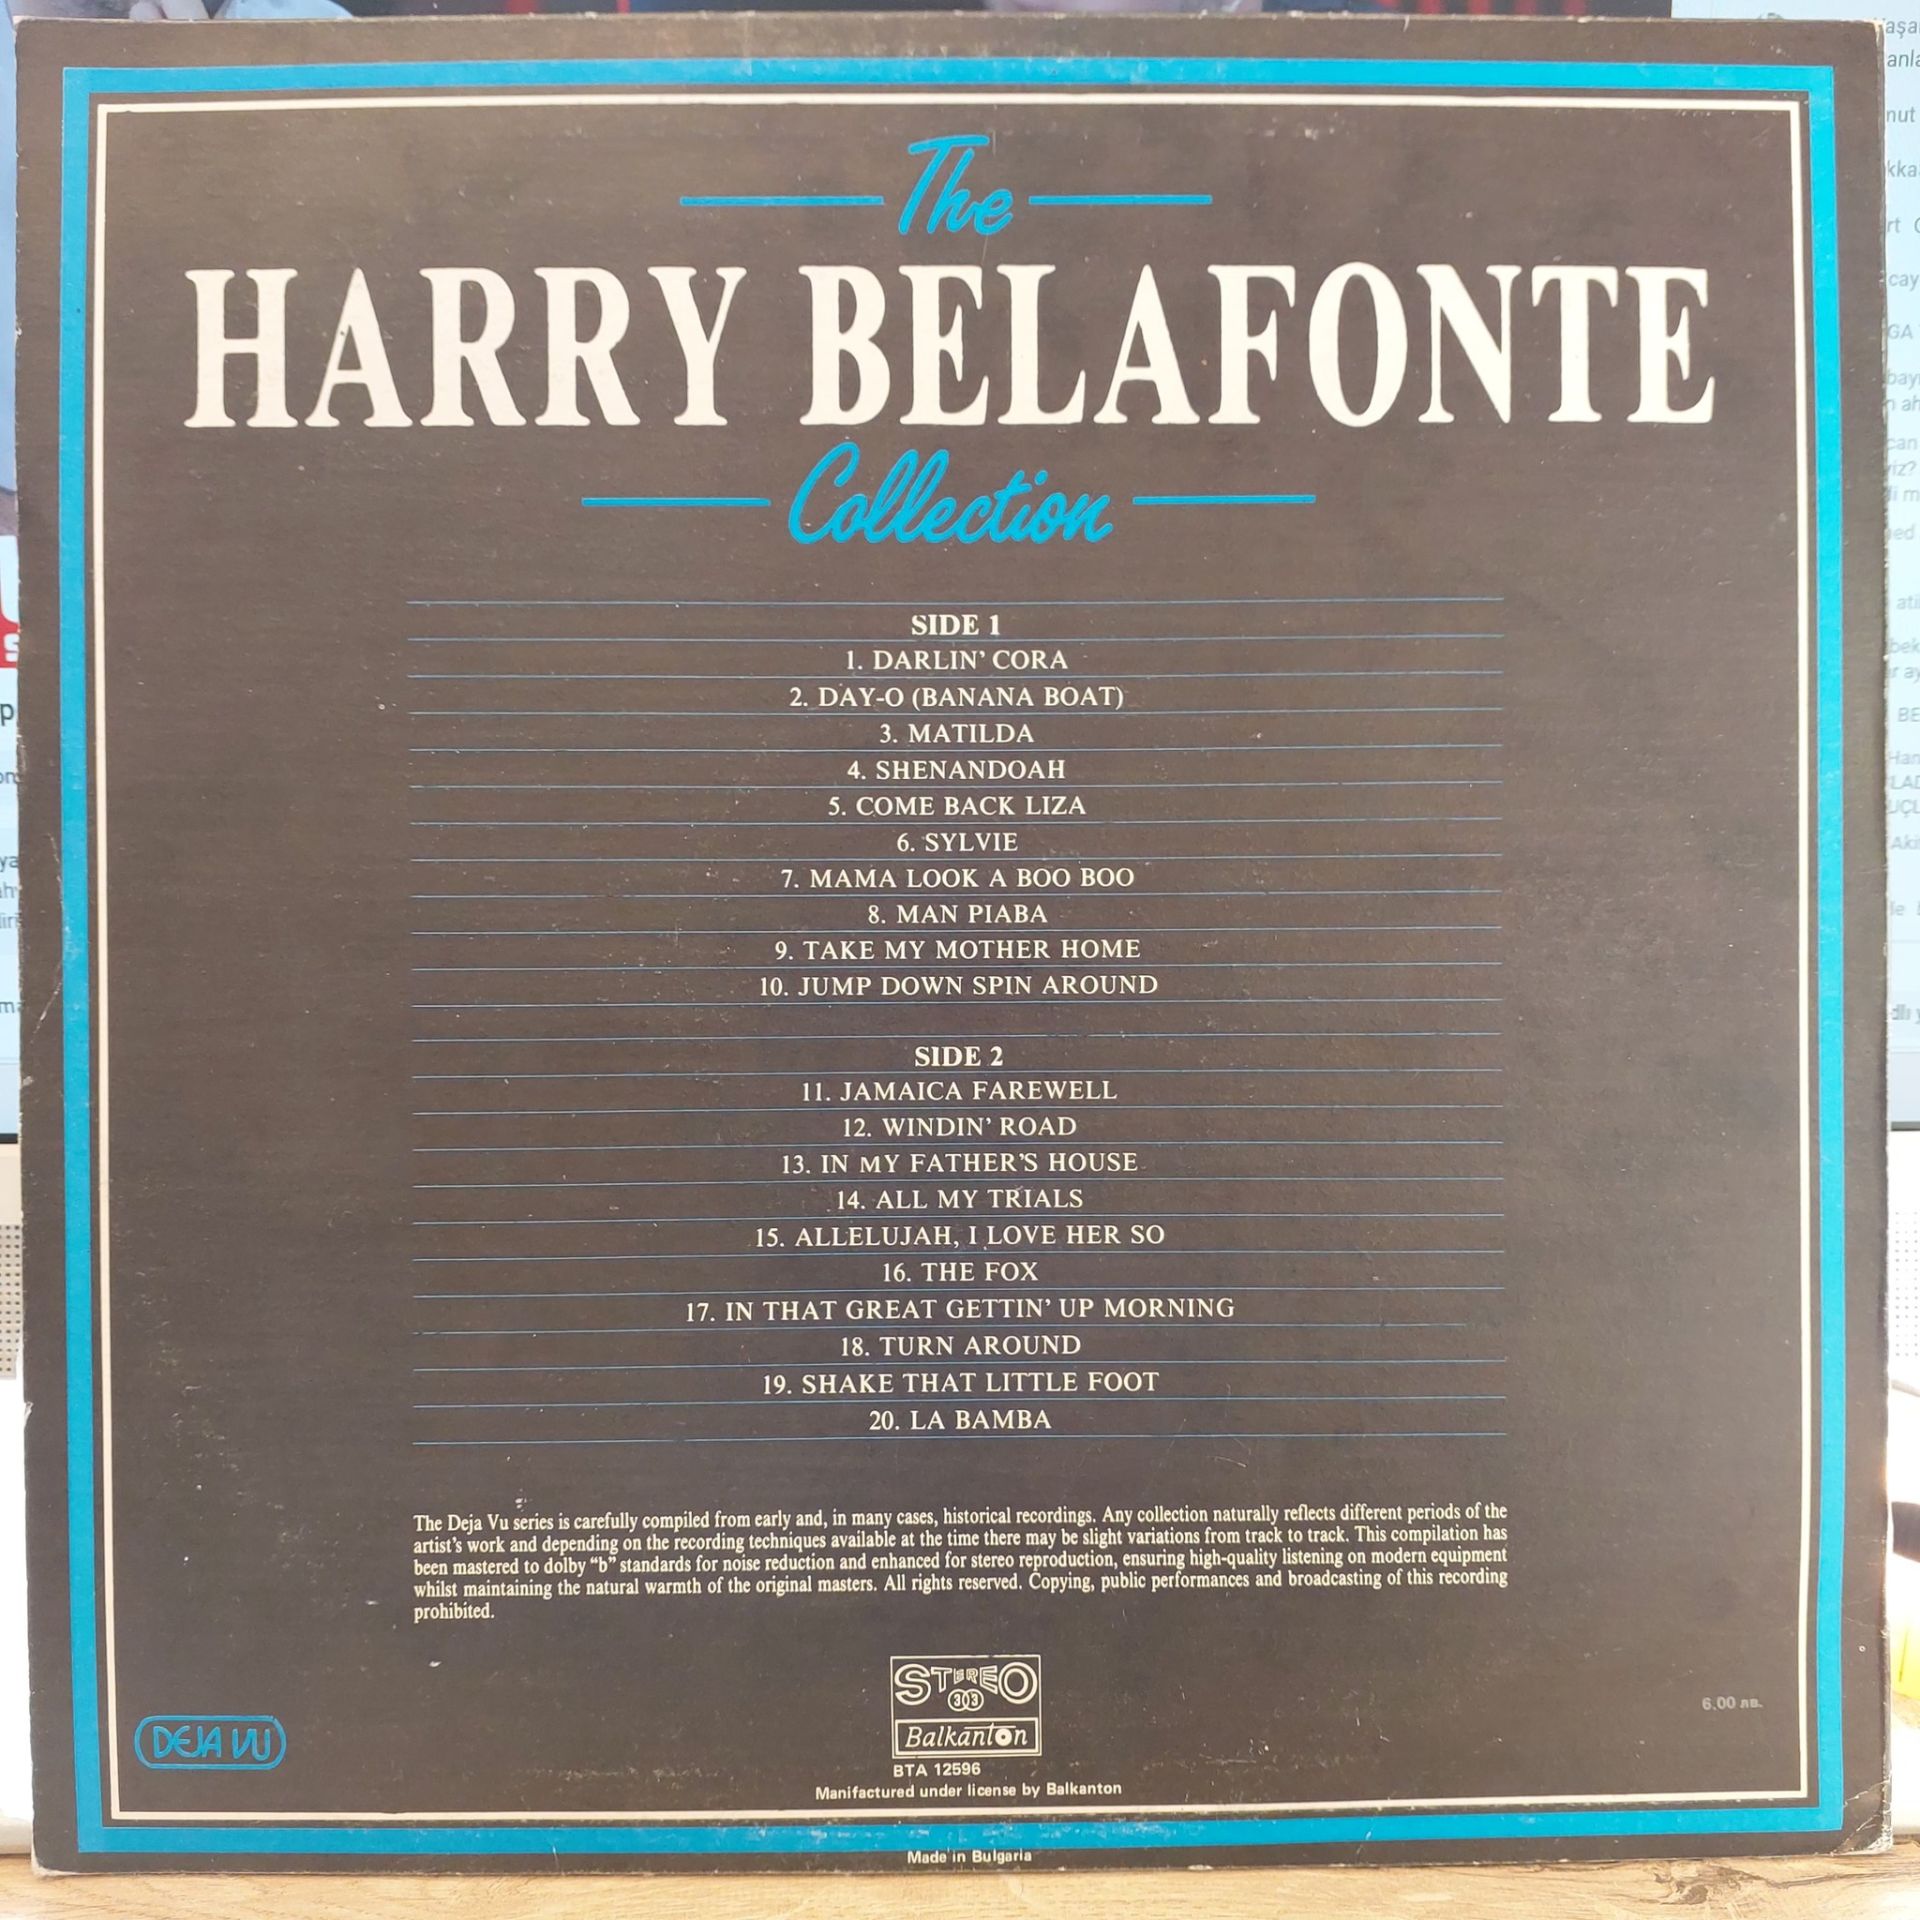 The
HARRY BELAFONTE
Collection
SIDE 1
1. DARLIN' CORA
2. DAY-O (BANANA BOAT)
3. MATILDA
4. SHENANDOAH
5. COME BACK LIZA
6. SYLVIE
7. MAMA LOOK A BOO BOO
8. MAN PIABA
9. TAKE MY MOTHER HOME
10. JUMP DOWN SPIN AROUND
SIDE 2
11. JAMAICA FAREWELL
12. WINDIN' ROAD
13. IN MY FATHER'S HOUSE
14. ALL MY TRIALS
15. ALLELUJAH, I LOVE HER SO
16. THE FOX
17. IN THAT GREAT GETTIN' UP MORNING
18. TURN AROUND
19. SHAKE THAT LITTLE FOOT
20. LA BAMBA
The Deja Vu series is carefully compiled from early and, in many cases, historical recordings. Any collection naturally reflects different periods of the
artist's work and depending on the recording techniques available at the time there may be slight variations from track to track. This compilation has
been mastered to dolby "b" standards for noise reduction and enhanced for stereo reproduction, ensuring high-quality listening on modern equipment
whilst maintaining the natural warmth of the original masters. All rights reserved. Copying, public performances and broadcasting of this recording
prohibited.
STEREO
33
Balkanton
BTA 12596
Manifactured under license by Balkanton
DEJA VU
6.00 лв.
Made in Bulgaria